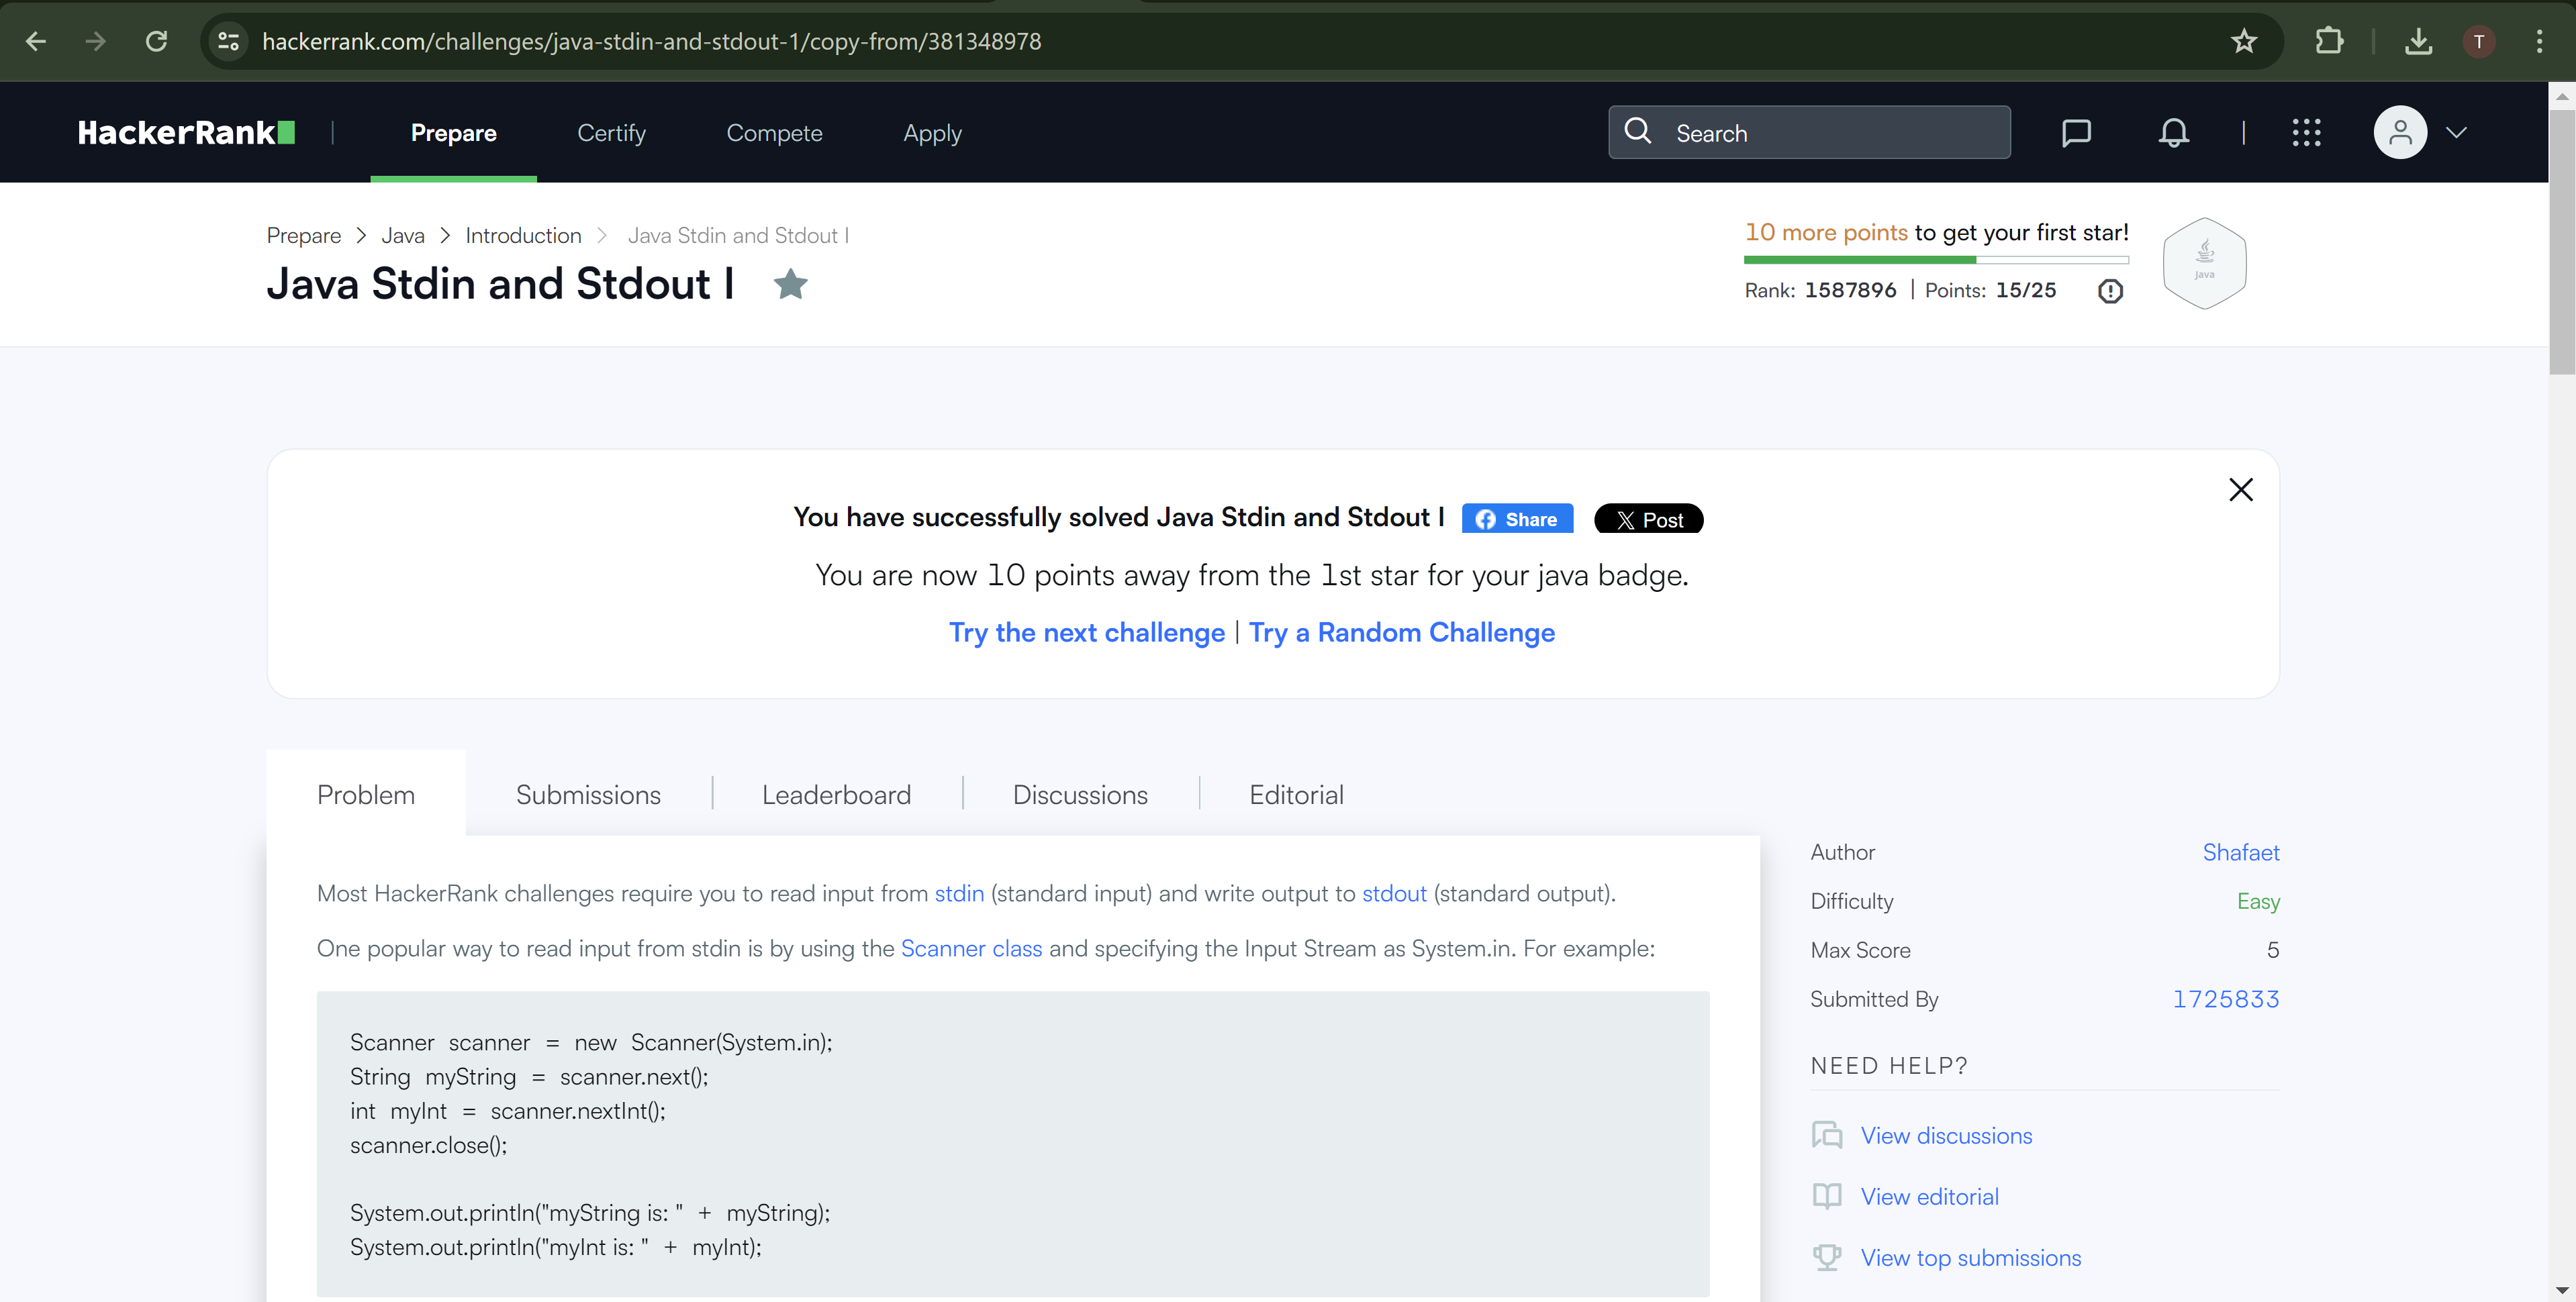 hackerrank.com/challenges/java-stdin-and-stdout-1/copy-from/381348978
T
HackerRank
Prepare
Certify
Compete
Apply
Search
Prepare > Java > Introduction > Java Stdin and Stdout I
Java Stdin and Stdout I
10 more points to get your first star!
Rank: 1587896 | Points: 15/25
Java
You have successfully solved Java Stdin and Stdout I
Share
X Post
You are now 10 points away from the 1st star for your java badge.
Try the next challenge | Try a Random Challenge
Problem
Submissions
Leaderboard
Discussions
Editorial
Most HackerRank challenges require you to read input from stdin (standard input) and write output to stdout (standard output).
One popular way to read input from stdin is by using the Scanner class and specifying the Input Stream as System.in. For example:
Scanner scanner = new Scanner(System.in);
String myString = scanner.next();
int myInt = scanner.nextInt();
scanner.close();
System.out.println("myString is: " + myString);
System.out.println("myInt is: " + myInt);
Author Shafaet
Difficulty Easy
Max Score 5
Submitted By 1725833
NEED HELP?
View discussions
View editorial
View top submissions